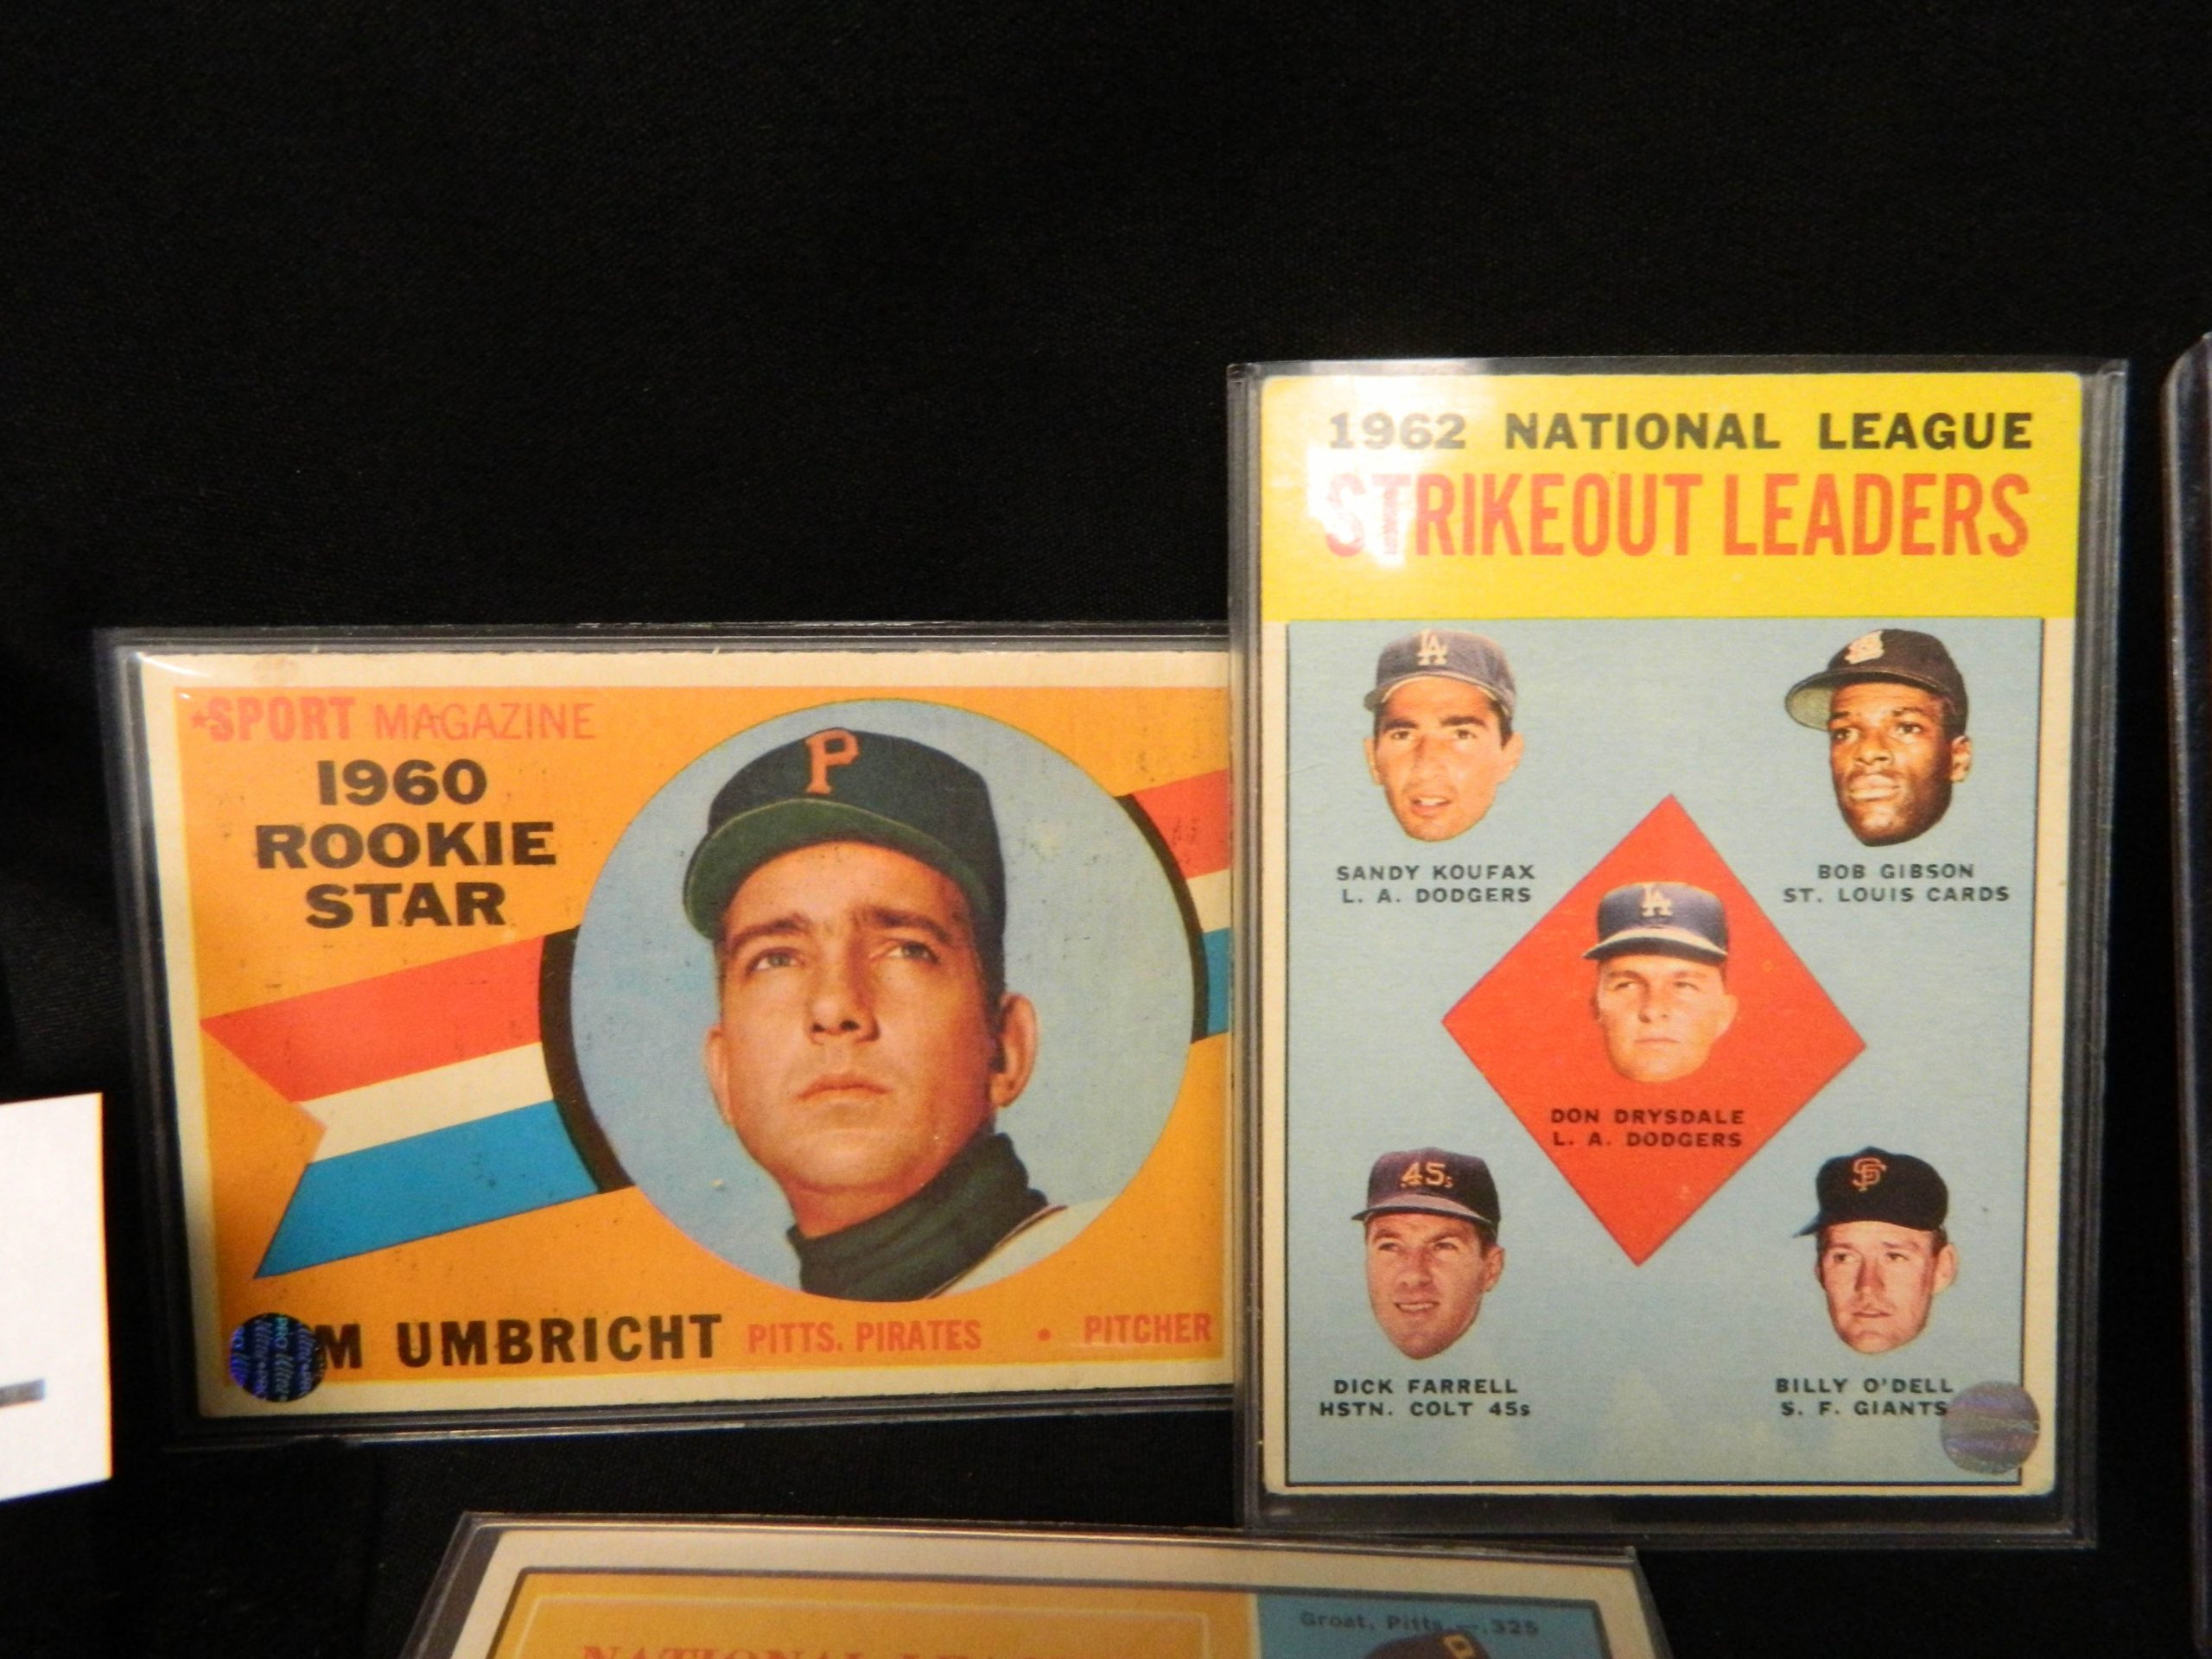 *SPORT MAGAZINE
1960
ROOKIE
STAR
P
UMBRICHT PITTS. PIRATES • PITCHER
1962 NATIONAL LEAGUE
STRIKEOUT LEADERS
LA
SANDY KOUFAX
L. A. DODGERS
BOB GIBSON
ST. LOUIS CARDS
LA
DON DRYSDALE
L. A. DODGERS
45s
DICK FARRELL
HSTN. COLT 45s
SF
BILLY O'DELL
S. F. GIANTS
NATIONAL
Groat, Pitts.—.325
P